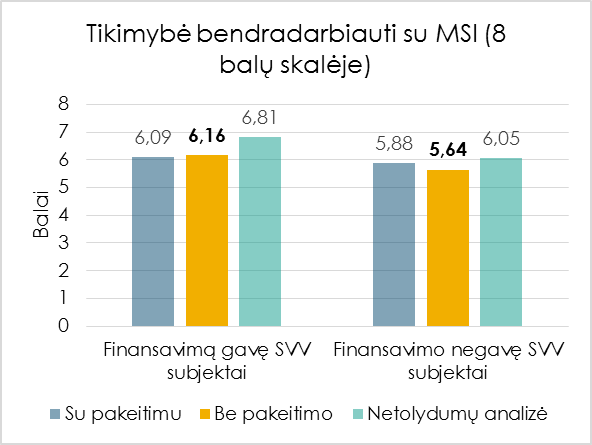 Tikimybė bendradarbiauti su MSI (8
balų skalėje)
8
7
6
5
4
3
2
1
0
Balai
6,09
6,16
6,81
5,88
5,64
6,05
Finansavimą gavę SVV
subjektai
Finansavimo negavę SVV
subjektai
Su pakeitimu
Be pakeitimo
Netolydumų analizė